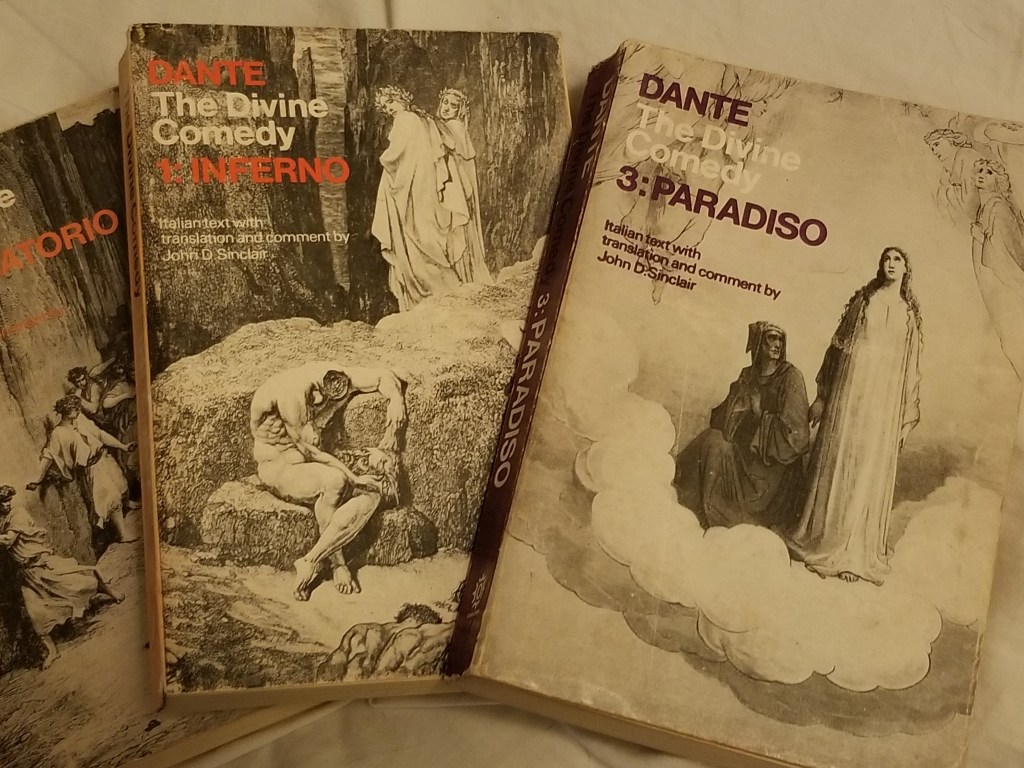 e
ATORIO
DANTE
The Divine
Comedy
1: INFERNO
Italian text with
translation and comment by
John D. Sinclair
DANTE
3: PARADISO
DANTE
The Divine
Comedy
3: PARADISO
Italian text with
translation and comment by
John D. Sinclair